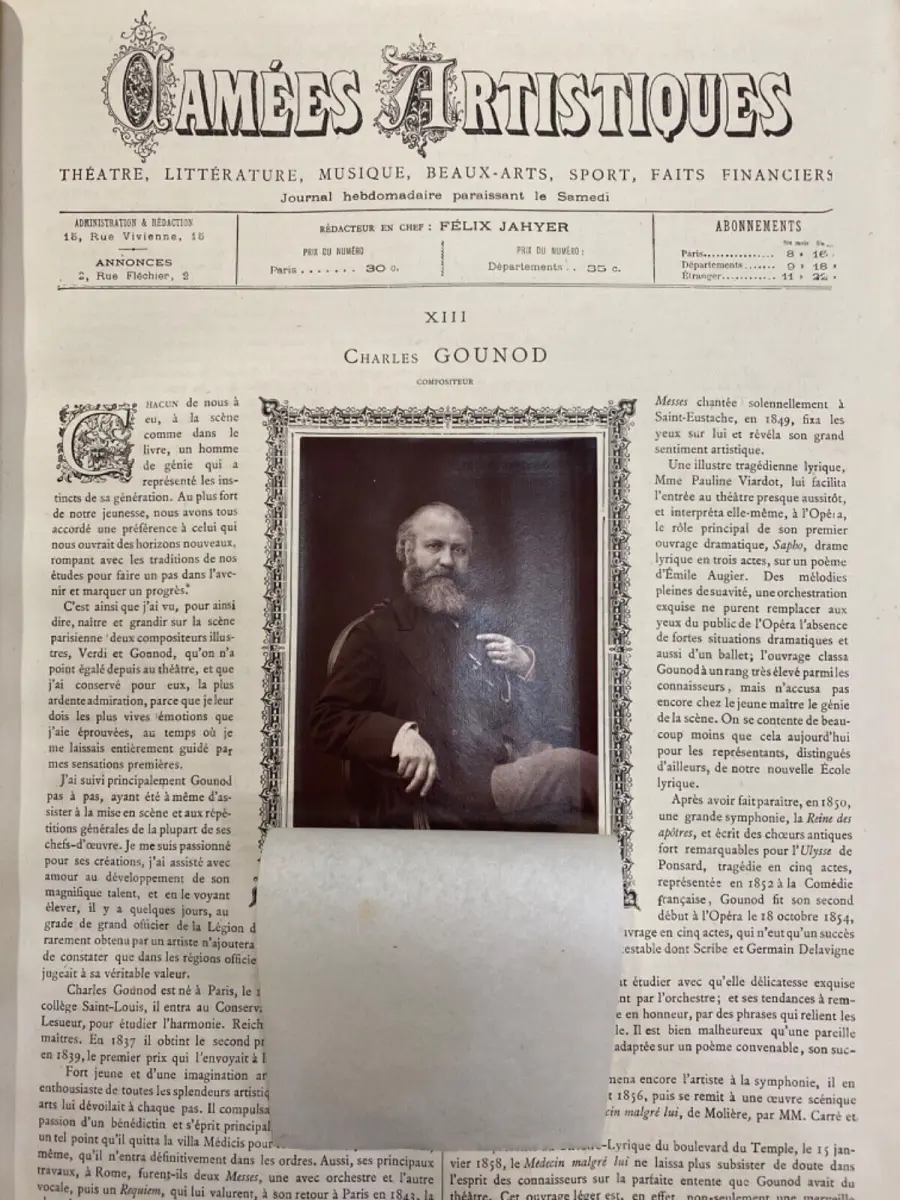 CAMÉES ARTISTIQUES
THÉATRE, LITTÉRATURE, MUSIQUE, BEAUX-ARTS, SPORT, FAITS FINANCIERS
Journal hebdomadaire paraissant le Samedi
ADMINISTRATION & RÉDACTION
15, Rue Vivienne, 15
ANNONCES
2, Rue Fléchier, 2
RÉDACTEUR EN CHEF : FÉLIX JAHYER
PRIX DU NUMÉRO
Paris ....... 30 c.
PRIX DU NUMÉRO :
Départements .. 35 c.
ABONNEMENTS
Six mois
Paris................ 8 » 16
Départements....... 9 » 18 »
Étranger............ 11 » 22 »
XIII
CHARLES GOUNOD
COMPOSITEUR
CHACUN de nous à
eu, à la scène
comme dans le
livre, un homme
de génie qui a
représenté les ins-
tincts de sa génération. Au plus fort
de notre jeunesse, nous avons tous
accordé une préférence à celui qui
nous ouvrait des horizons nouveaux,
rompant avec les traditions de nos
études pour faire un pas dans l'ave-
nir et marquer un progrès.
C'est ainsi que j'ai vu, pour ainsi
dire, naître et grandir sur la scène
parisienne deux compositeurs illus-
tres, Verdi et Gounod, qu'on n'a
point égalé depuis au théâtre, et que
j'ai conservé pour eux, la plus
ardente admiration, parce que je leur
dois les plus vives émotions que
j'aie éprouvées, au temps où je
me laissais entièrement guidé par
mes sensations premières.
J'ai suivi principalement Gounod
pas à pas, ayant été à même d'as-
sister à la mise en scène et aux répé-
titions générales de la plupart de ses
chefs-d'œuvre. Je me suis passionné
pour ses créations, j'ai assisté avec
amour au développement de son
magnifique talent, et en le voyant
élever, il y a quelques jours, au
grade de grand officier de la Légion d
rarement obtenu par un artiste n'ajoutera
de constater que dans les régions officie
jugeait à sa véritable valeur.
Charles Gounod est né à Paris, le
collège Saint-Louis, il entra au Conserv
Lesueur, pour étudier l'harmonie. Reich
maîtres. En 1837 il obtint le second p
en 1839, le premier prix qui l'envoyait à
Fort jeune et d'une imagination ar
enthousiaste de toutes les splendeurs artisti
arts lui dévoilait à chaque pas. Il compulsa
passion d'un bénédictin et s'éprit principal
un tel point qu'il quitta la villa Médicis pour
même, qu'il n'entra définitivement dans les ordres. Aussi, ses principaux
travaux, à Rome, furent-ils deux Messes, une avec orchestre et l'autre
vocale, puis un Requiem, qui lui valurent, à son retour à Paris en 1843, la
Messes chantée solennellement à
Saint-Eustache, en 1849, fixa les
yeux sur lui et révéla son grand
sentiment artistique.
Une illustre tragédienne lyrique,
Mme Pauline Viardot, lui facilita
l'entrée au théâtre presque aussitôt,
et interpréta elle-même, à l'Opéra,
le rôle principal de son premier
ouvrage dramatique, Sapho, drame
lyrique en trois actes, sur un poème
d'Émile Augier. Des mélodies
pleines de suavité, une orchestration
exquise ne purent remplacer aux
yeux du public de l'Opéra l'absence
de fortes situations dramatiques et
aussi d'un ballet; l'ouvrage classa
Gounod à un rang très élevé parmi les
connaisseurs, mais n'accusa pas
encore chez le jeune maître le génie
de la scène. On se contente de beau-
coup moins que cela aujourd'hui
pour les représentants, distingués
d'ailleurs, de notre nouvelle École
lyrique.
Après avoir fait paraître, en 1850,
une grande symphonie, la Reine des
apôtres, et écrit des chœurs antiques
fort remarquables pour l'Ulysse de
Ponsard, tragédie en cinq actes,
représentée en 1852 à la Comédie
française, Gounod fit son second
début à l'Opéra le 18 octobre 1854,
uvrage en cinq actes, qui n'eut qu'un succès
estable dont Scribe et Germain Delavigne
ut étudier avec qu'elle délicatesse exquise
nt par l'orchestre; et ses tendances à rem-
e en honneur, par des phrases qui relient les
le. Il est bien malheureux qu'une pareille
adaptée sur un poème convenable, son suc-
mena encore l'artiste à la symphonie, il en
t 1856, puis se remit à une œuvre scénique
cin malgré lui, de Molière, par MM. Carré et
-Lyrique du boulevard du Temple, le 15 jan-
vier 1858, le Medecin malgré lui ne laissa plus subsister de doute dans
l'esprit des connaisseurs sur la parfaite entente que Gounod avait du
théâtre. Cet ouvrage léger est, en effet, non-seulement une merveille